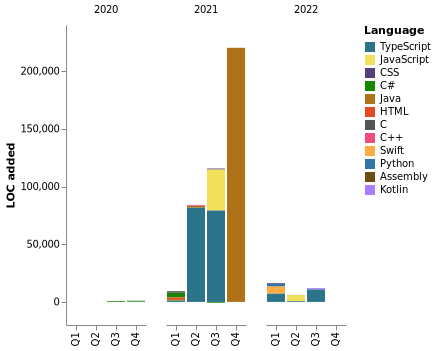 2020 2021 2022
Language
TypeScript
JavaScript
CSS
C#
Java
HTML
C
C++
Swift
Python
Assembly
Kotlin
LOC added
200,000
150,000
100,000
50,000
0
Q1 Q2 Q3 Q4 Q1 Q2 Q3 Q4 Q1 Q2 Q3 Q4